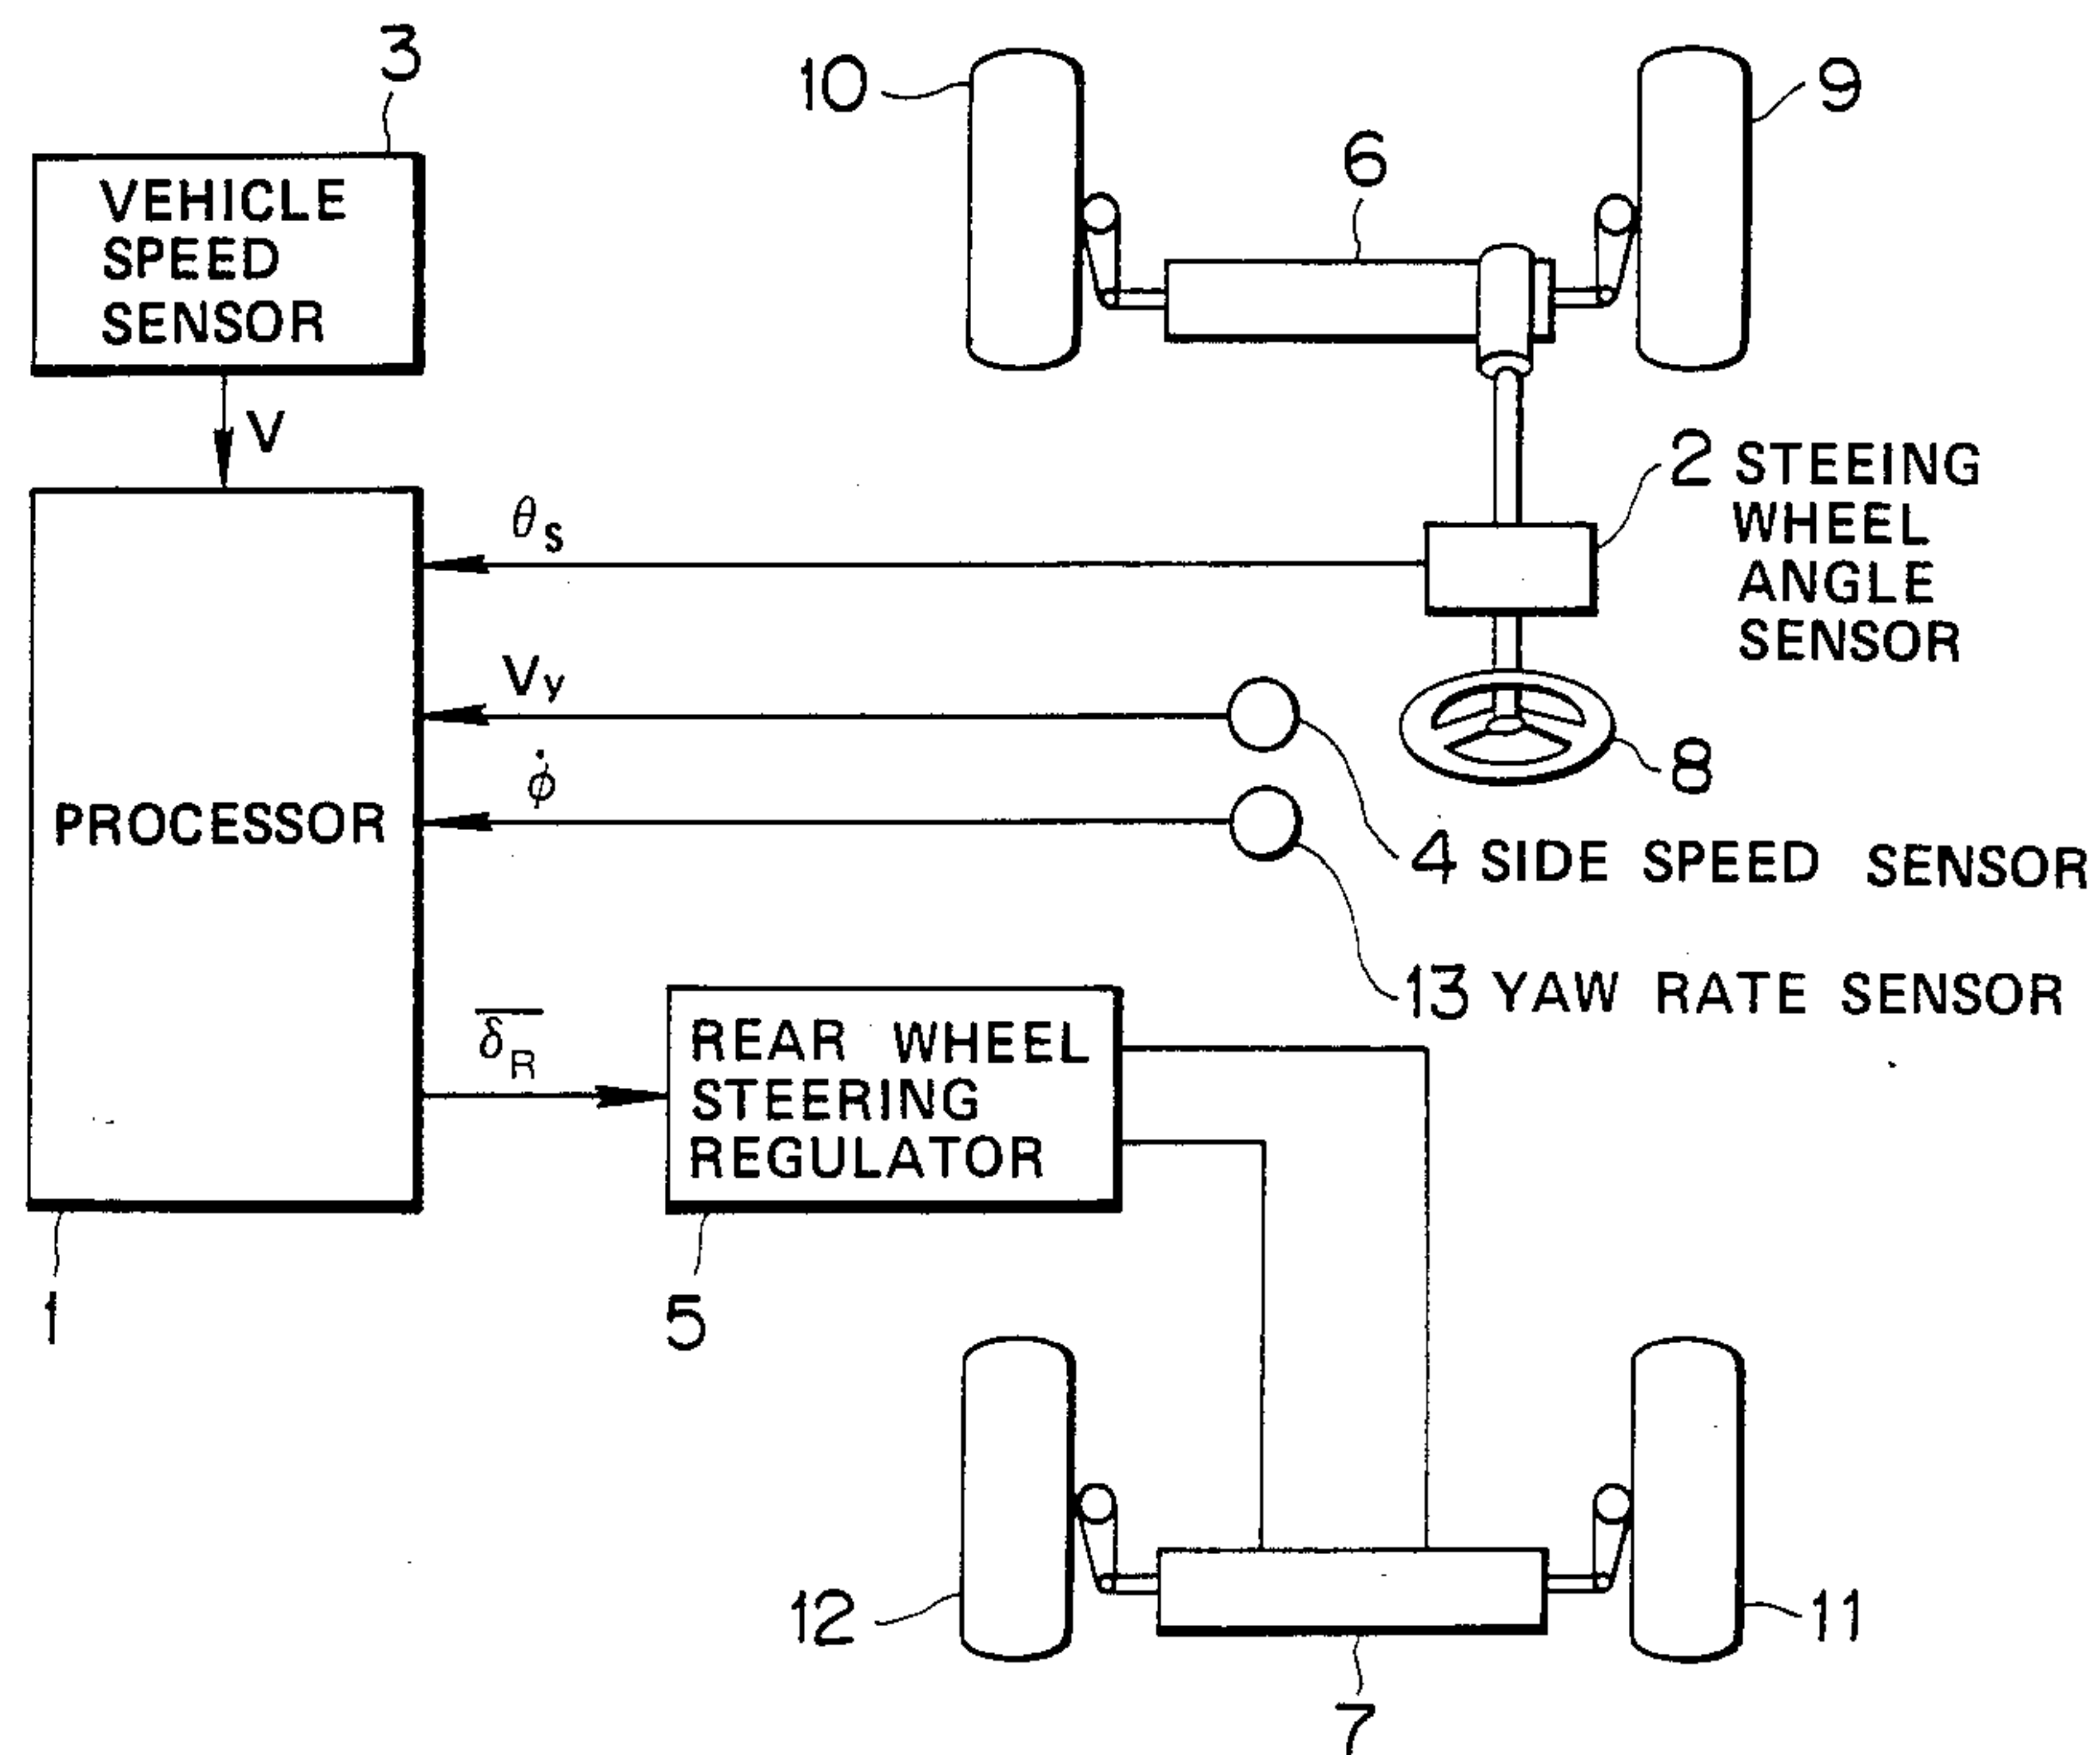 3
VEHICLE
SPEED
SENSOR
V
10
9
6
2 STEEING
WHEEL
ANGLE
SENSOR
θs
Vy
8
φ̇
PROCESSOR
4 SIDE SPEED SENSOR
13 YAW RATE SENSOR
δ̅R̅
REAR WHEEL
STEERING
REGULATOR
1
5
12
11
7